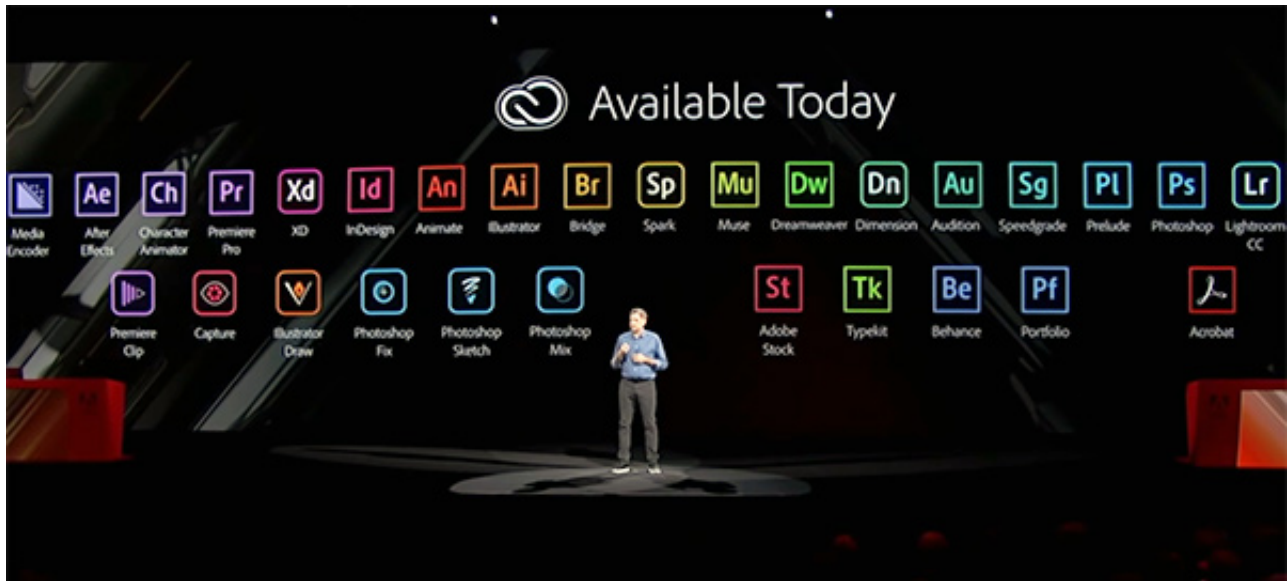 Available Today
Ae Ch Pr Xd Id An Ai Br Sp Mu Dw Dn Au Sg Pl Ps Lr
Media Encoder After Effects Character Animator Premiere Pro XD InDesign Animate Illustrator Bridge Spark Muse Dreamweaver Dimension Audition Speedgrade Prelude Photoshop Lightroom CC
St Tk Be Pf
Premiere Clip Capture Illustrator Draw Photoshop Fix Photoshop Sketch Photoshop Mix Adobe Stock Typekit Behance Portfolio Acrobat